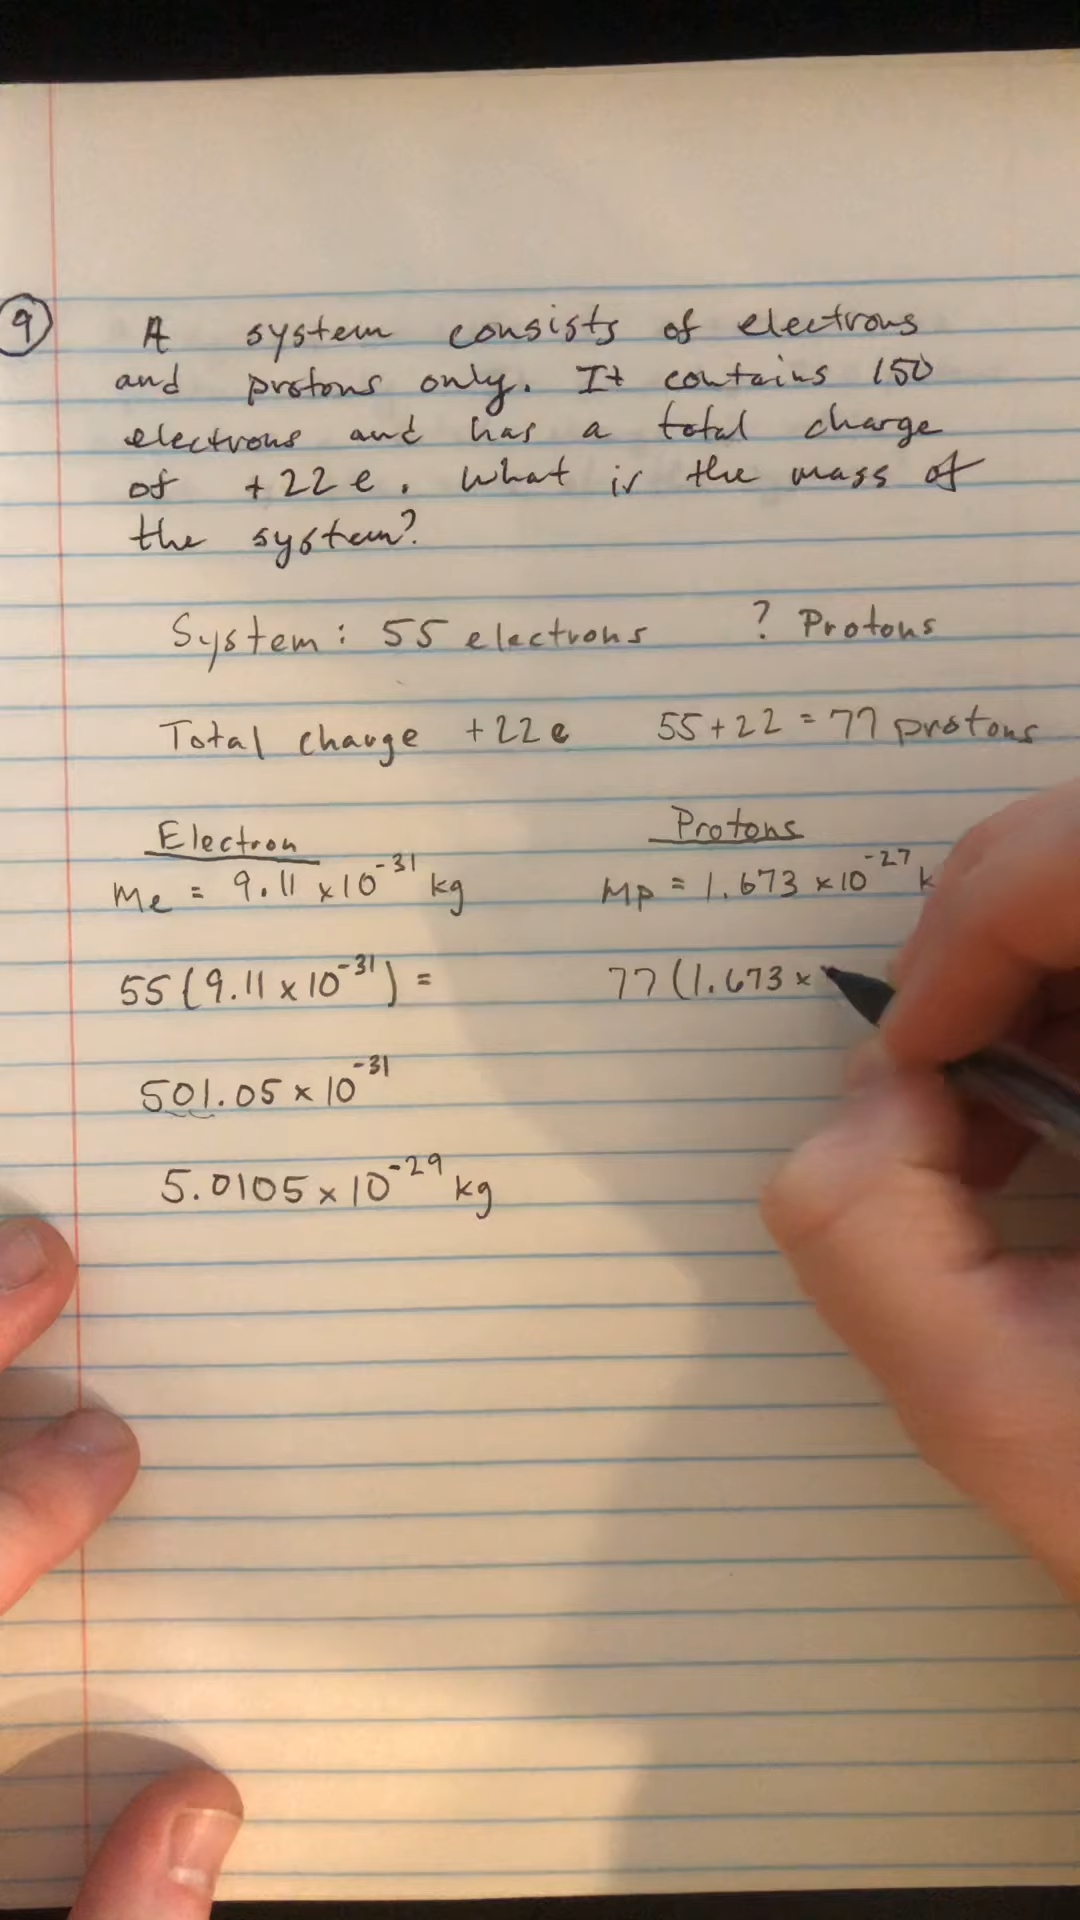 9 A system consists of electrons
and protons only. It contains 150
electrons and has a total charge
of +22e. What is the mass of
the system?
System: 55 electrons ? Protons
Total charge +22e 55+22=77 protons
Electron Protons
Me = 9.11 x10^-31 kg Mp = 1.673 x10^-27 k
55(9.11 x 10^-31) = 77(1.673 x
501.05 x 10^-31
5.0105 x 10^-29 kg